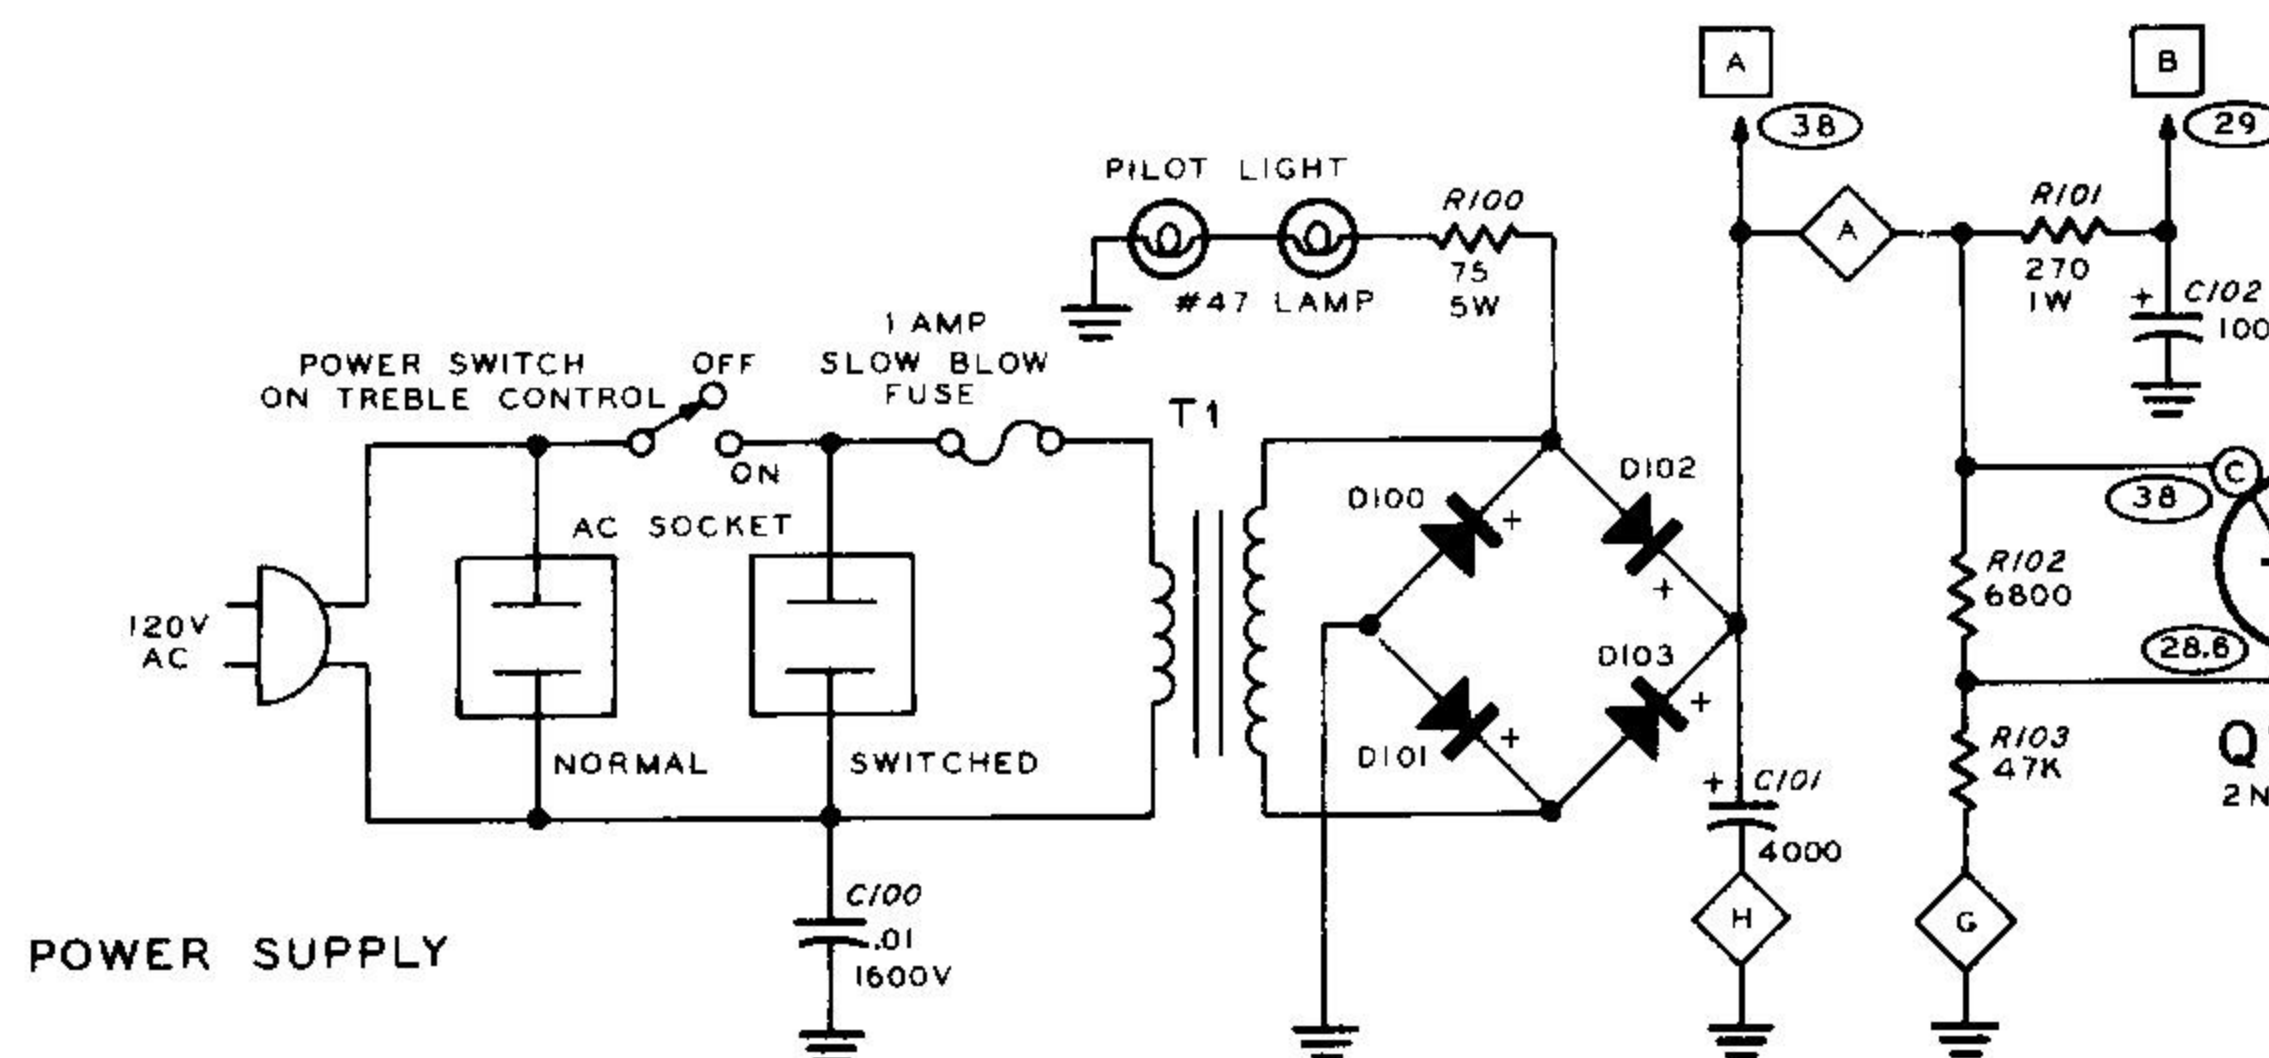 A
B
38
29
PILOT LIGHT
R100
75
5W
#47 LAMP
A
R101
270
1W
+ C102
100
1 AMP
SLOW BLOW
FUSE
POWER SWITCH
ON TREBLE CONTROL
OFF
ON
T1
D102
D100
+
+
C
38
AC SOCKET
R102
6800
28.6
120V
AC
D103
+
D101
+
NORMAL
SWITCHED
R103
47K
Q
2N
+ C101
4000
C100
.01
1600V
H
G
POWER SUPPLY